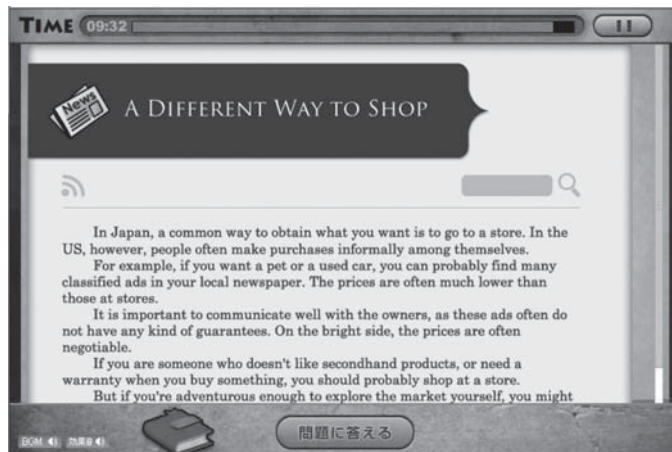 TIME 09:32
News
A DIFFERENT WAY TO SHOP
In Japan, a common way to obtain what you want is to go to a store. In the
US, however, people often make purchases informally among themselves.
For example, if you want a pet or a used car, you can probably find many
classified ads in your local newspaper. The prices are often much lower than
those at stores.
It is important to communicate well with the owners, as these ads often do
not have any kind of guarantees. On the bright side, the prices are often
negotiable.
If you are someone who doesn't like secondhand products, or need a
warranty when you buy something, you should probably shop at a store.
But if you're adventurous enough to explore the market yourself, you might
BGM 効果音
問題に答える